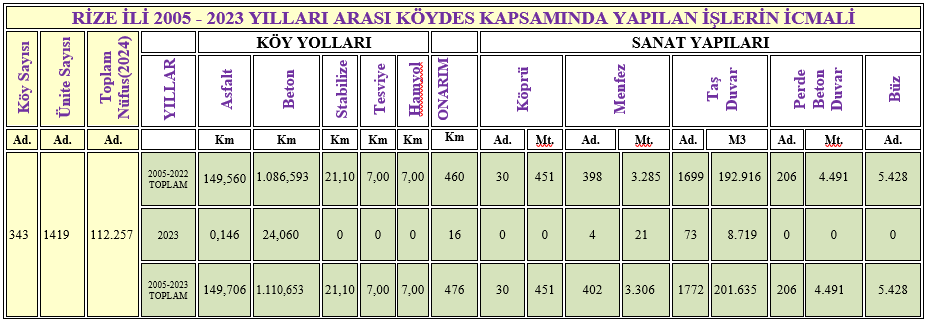 RİZE İLİ 2005 - 2023 YILLARI ARASI KÖYDES KAPSAMINDA YAPILAN İŞLERİN İCMALİ
KÖY YOLLARI SANAT YAPILARI
Köy Sayısı Ünite Sayısı Toplam Nüfus(2024) YILLAR Asfalt Beton Stabilize Tesviye Hamyol ONARIM Köprü Menfez Taş Duvar Perde Beton Duvar Büz
Ad. Ad. Ad. Km Km Km Km Km Km Ad. Mt. Ad. Mt. Ad. M3 Ad. Mt. Ad.
2005-2022 TOPLAM 149,560 1.086,593 21,10 7,00 7,00 460 30 451 398 3.285 1699 192.916 206 4.491 5.428
343 1419 112.257 2023 0,146 24,060 0 0 0 16 0 0 4 21 73 8.719 0 0 0
2005-2023 TOPLAM 149,706 1.110,653 21,10 7,00 7,00 476 30 451 402 3.306 1772 201.635 206 4.491 5.428